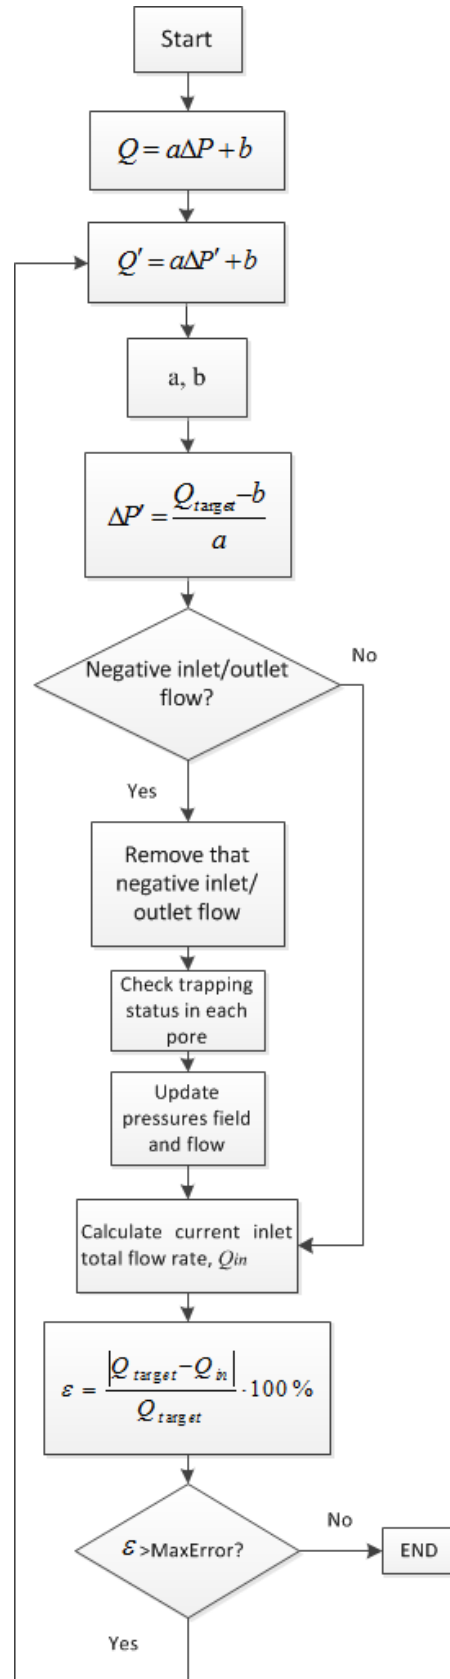 Start
Q = aΔP + b
Q′ = aΔP′ + b
a, b
ΔP′ = (Q_target − b) / a
Negative inlet/outlet
flow?
No
Yes
Remove that
negative inlet/
outlet flow
Check trapping
status in each
pore
Update
pressures field
and flow
Calculate current inlet
total flow rate, Qin
ε = |Q_target − Q_in| / Q_target · 100 %
ε >MaxError?
No
END
Yes